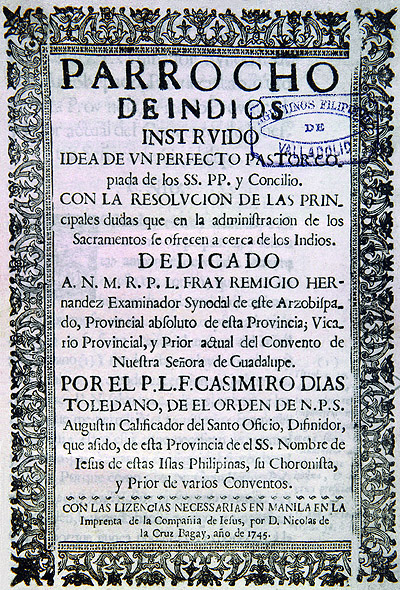 PARROCHO
DE INDIOS
INSTRVIDO
IDEA DE VN PERFECTO PASTOR CO-
piada de los SS. PP. y Concilio.
CON LA RESOLVCION DE LAS PRIN-
cipales dudas que en la administracion de los
Sacramentos se ofrecen a cerca de los Indios.
DEDICADO
A. N. M. R. P. L. FRAY REMIGIO HER-
nandez Examinador Synodal de este Arzobispa-
do, Provincial absoluto de esta Provincia; Vica-
rio Provincial, y Prior actual del Convento de
Nuestra Señora de Guadalupe.
POR EL P. L. F. CASIMIRO DIAS
TOLEDANO, DE EL ORDEN DE N. P. S.
Augustin Calificador del Santo Oficio, Difinidor,
que asido, de esta Provincia de el SS. Nombre de
Iesus de estas Islas Philipinas, su Choronista,
y Prior de varios Conventos.
CON LAS LIZENCIAS NECESSARIAS EN MANILA EN LA
Imprenta de la Compañia de Iesus, por D. Nicolas de
la Cruz Bagay, año de 1745.
DE
VALLADOLID